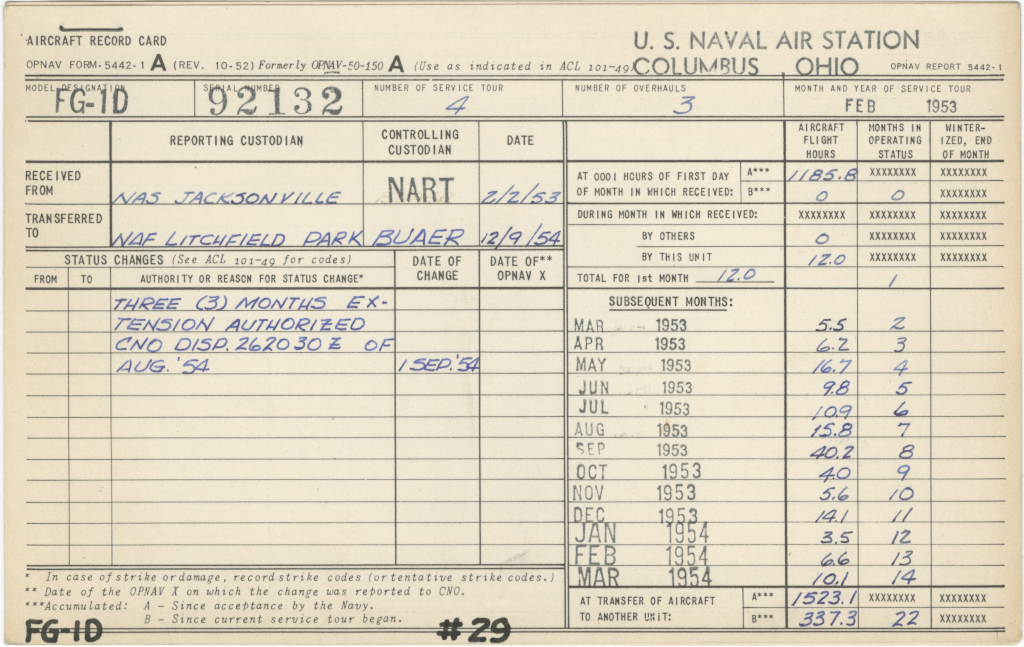 AIRCRAFT RECORD CARD
U. S. NAVAL AIR STATION
OPNAV FORM-5442-1 A (REV. 10-52) Formerly OPNAV-50-150 A (Use as indicated in ACL 101-49)
COLUMBUS, OHIO
OPNAV REPORT 5442-1
MODEL DESIGNATION SERIAL NUMBER NUMBER OF SERVICE TOUR NUMBER OF OVERHAULS MONTH AND YEAR OF SERVICE TOUR
FG-1D 92132 4 3 FEB 1953
REPORTING CUSTODIAN CONTROLLING CUSTODIAN DATE
RECEIVED FROM NAS JACKSONVILLE NART 2/2/53
TRANSFERRED TO NAF LITCHFIELD PARK BUAER 12/9/54
STATUS CHANGES (See ACL 101-49 for codes) DATE OF CHANGE DATE OF** OPNAV X
FROM TO AUTHORITY OR REASON FOR STATUS CHANGE*
THREE (3) MONTHS EX-
TENSION AUTHORIZED
CNO DISP. 262030Z OF
AUG. '54 1 SEP. '54
* In case of strike or damage, record strike codes (or tentative strike codes.)
** Date of the OPNAV X on which the change was reported to CNO.
***Accumulated: A - Since acceptance by the Navy.
B - Since current service tour began.
FG-1D #29
AIRCRAFT FLIGHT HOURS MONTHS IN OPERATING STATUS WINTER-IZED, END OF MONTH
AT 0001 HOURS OF FIRST DAY A*** 1185.8 XXXXXXXX XXXXXXXX
OF MONTH IN WHICH RECEIVED: B*** 0 0 XXXXXXXX
DURING MONTH IN WHICH RECEIVED: XXXXXXXX XXXXXXXX XXXXXXXX
BY OTHERS 0 XXXXXXXX XXXXXXXX
BY THIS UNIT 12.0 XXXXXXXX XXXXXXXX
TOTAL FOR 1st MONTH 12.0 1
SUBSEQUENT MONTHS:
MAR 1953 5.5 2
APR 1953 6.2 3
MAY 1953 16.7 4
JUN 1953 9.8 5
JUL 1953 10.9 6
AUG 1953 15.8 7
SEP 1953 40.2 8
OCT 1953 4.0 9
NOV 1953 5.6 10
DEC 1953 14.1 11
JAN 1954 3.5 12
FEB 1954 6.6 13
MAR 1954 10.1 14
AT TRANSFER OF AIRCRAFT A*** 1523.1 XXXXXXXX XXXXXXXX
TO ANOTHER UNIT: B*** 337.3 22 XXXXXXXX